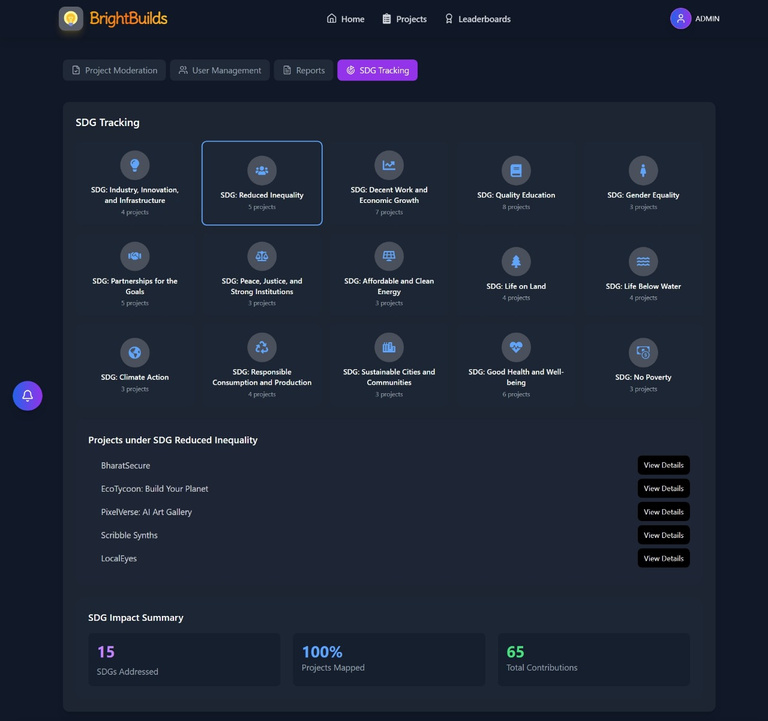 BrightBuilds
Home
Projects
Leaderboards
ADMIN
Project Moderation
User Management
Reports
SDG Tracking
SDG Tracking
SDG: Industry, Innovation,
and Infrastructure
4 projects
SDG: Reduced Inequality
5 projects
SDG: Decent Work and
Economic Growth
7 projects
SDG: Quality Education
8 projects
SDG: Gender Equality
3 projects
SDG: Partnerships for the
Goals
5 projects
SDG: Peace, Justice, and
Strong Institutions
3 projects
SDG: Affordable and Clean
Energy
3 projects
SDG: Life on Land
4 projects
SDG: Life Below Water
4 projects
SDG: Climate Action
3 projects
SDG: Responsible
Consumption and Production
4 projects
SDG: Sustainable Cities and
Communities
3 projects
SDG: Good Health and Well-
being
6 projects
SDG: No Poverty
3 projects
Projects under SDG Reduced Inequality
BharatSecure
View Details
EcoTycoon: Build Your Planet
View Details
PixelVerse: AI Art Gallery
View Details
Scribble Synths
View Details
LocalEyes
View Details
SDG Impact Summary
15
SDGs Addressed
100%
Projects Mapped
65
Total Contributions